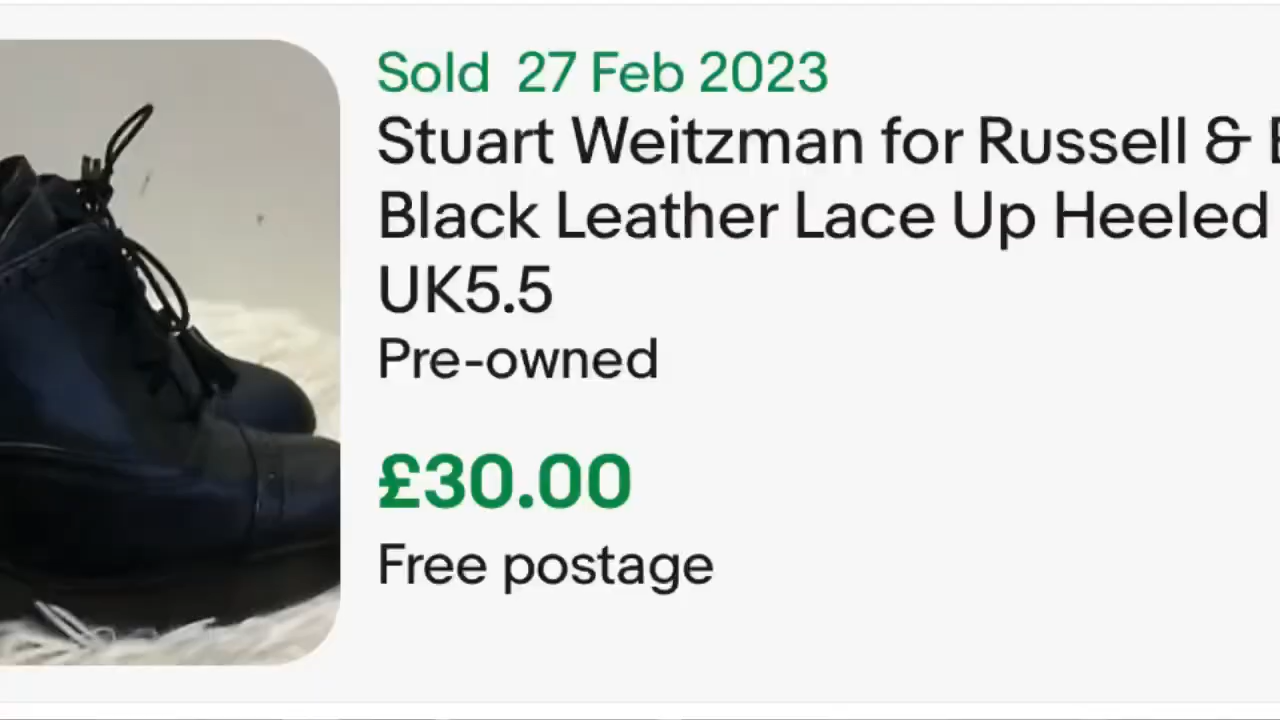 Sold 27 Feb 2023
Stuart Weitzman for Russell &
Black Leather Lace Up Heeled
UK5.5
Pre-owned
£30.00
Free postage